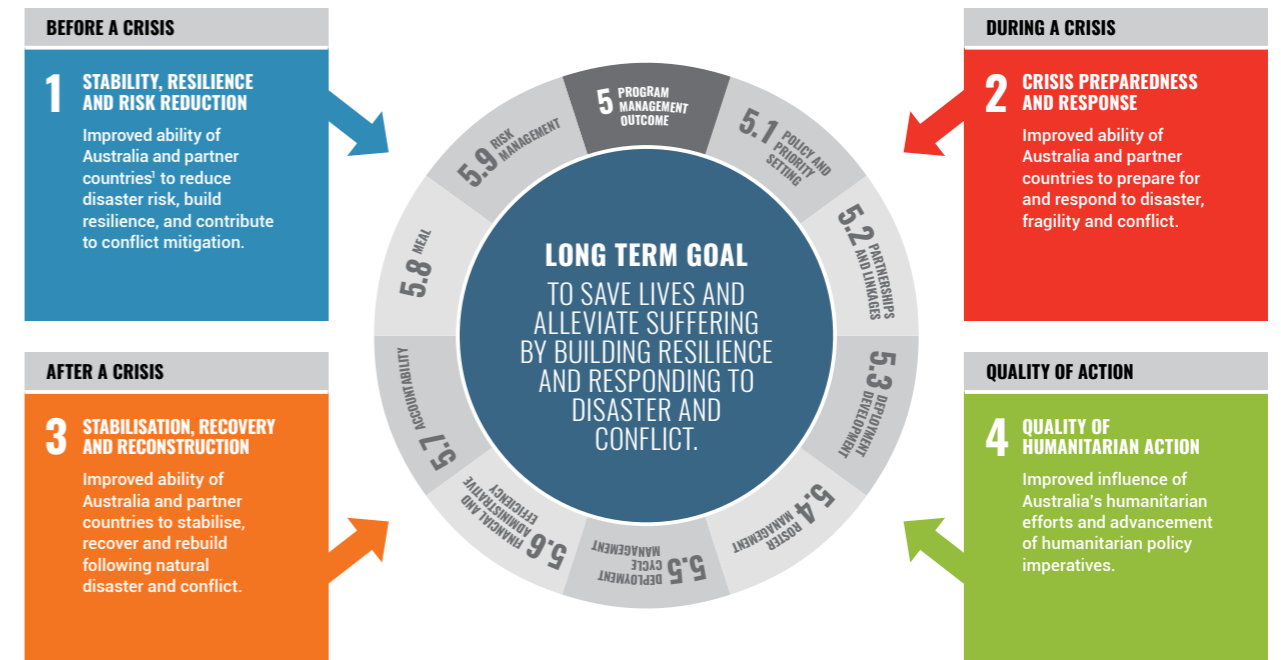 BEFORE A CRISIS
1 STABILITY, RESILIENCE
AND RISK REDUCTION
Improved ability of
Australia and partner
countries¹ to reduce
disaster risk, build
resilience, and contribute
to conflict mitigation.
DURING A CRISIS
2 CRISIS PREPAREDNESS
AND RESPONSE
Improved ability of
Australia and partner
countries to prepare for
and respond to disaster,
fragility and conflict.
5 PROGRAM
MANAGEMENT
OUTCOME
5.1 POLICY AND
PRIORITY
SETTING
5.2 PARTNERSHIPS
AND LINKAGES
5.3 DEPLOYMENT
DEVELOPMENT
5.4 ROSTER
MANAGEMENT
5.5 DEPLOYMENT
CYCLE
MANAGEMENT
5.6 FINANCIAL AND
ADMINISTRATIVE
EFFICIENCY
5.7 ACCOUNTABILITY
5.8 MEAL
5.9 RISK
MANAGEMENT
LONG TERM GOAL
TO SAVE LIVES AND
ALLEVIATE SUFFERING
BY BUILDING RESILIENCE
AND RESPONDING TO
DISASTER AND
CONFLICT.
AFTER A CRISIS
3 STABILISATION, RECOVERY
AND RECONSTRUCTION
Improved ability of
Australia and partner
countries to stabilise,
recover and rebuild
following natural
disaster and conflict.
QUALITY OF ACTION
4 QUALITY OF
HUMANITARIAN ACTION
Improved influence of
Australia's humanitarian
efforts and advancement
of humanitarian policy
imperatives.